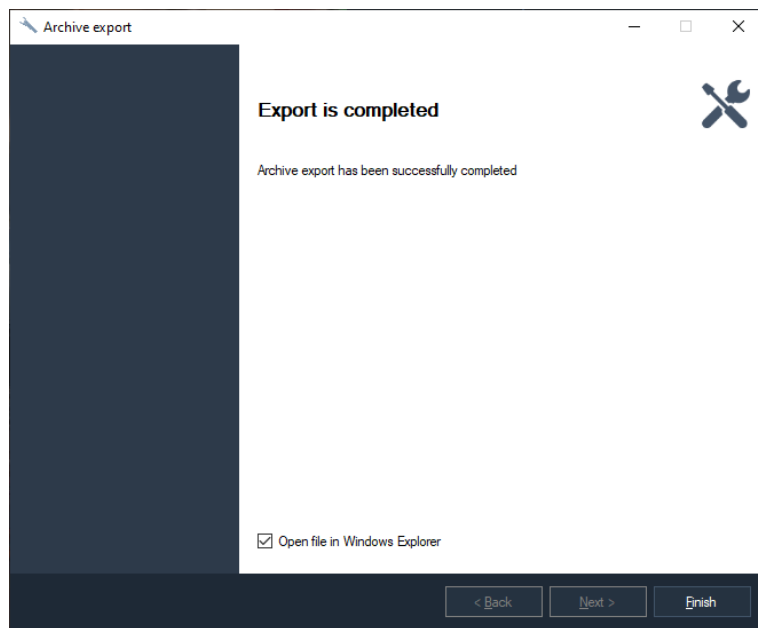 Archive export
Export is completed
Archive export has been successfully completed
Open file in Windows Explorer
< Back
Next >
Finish